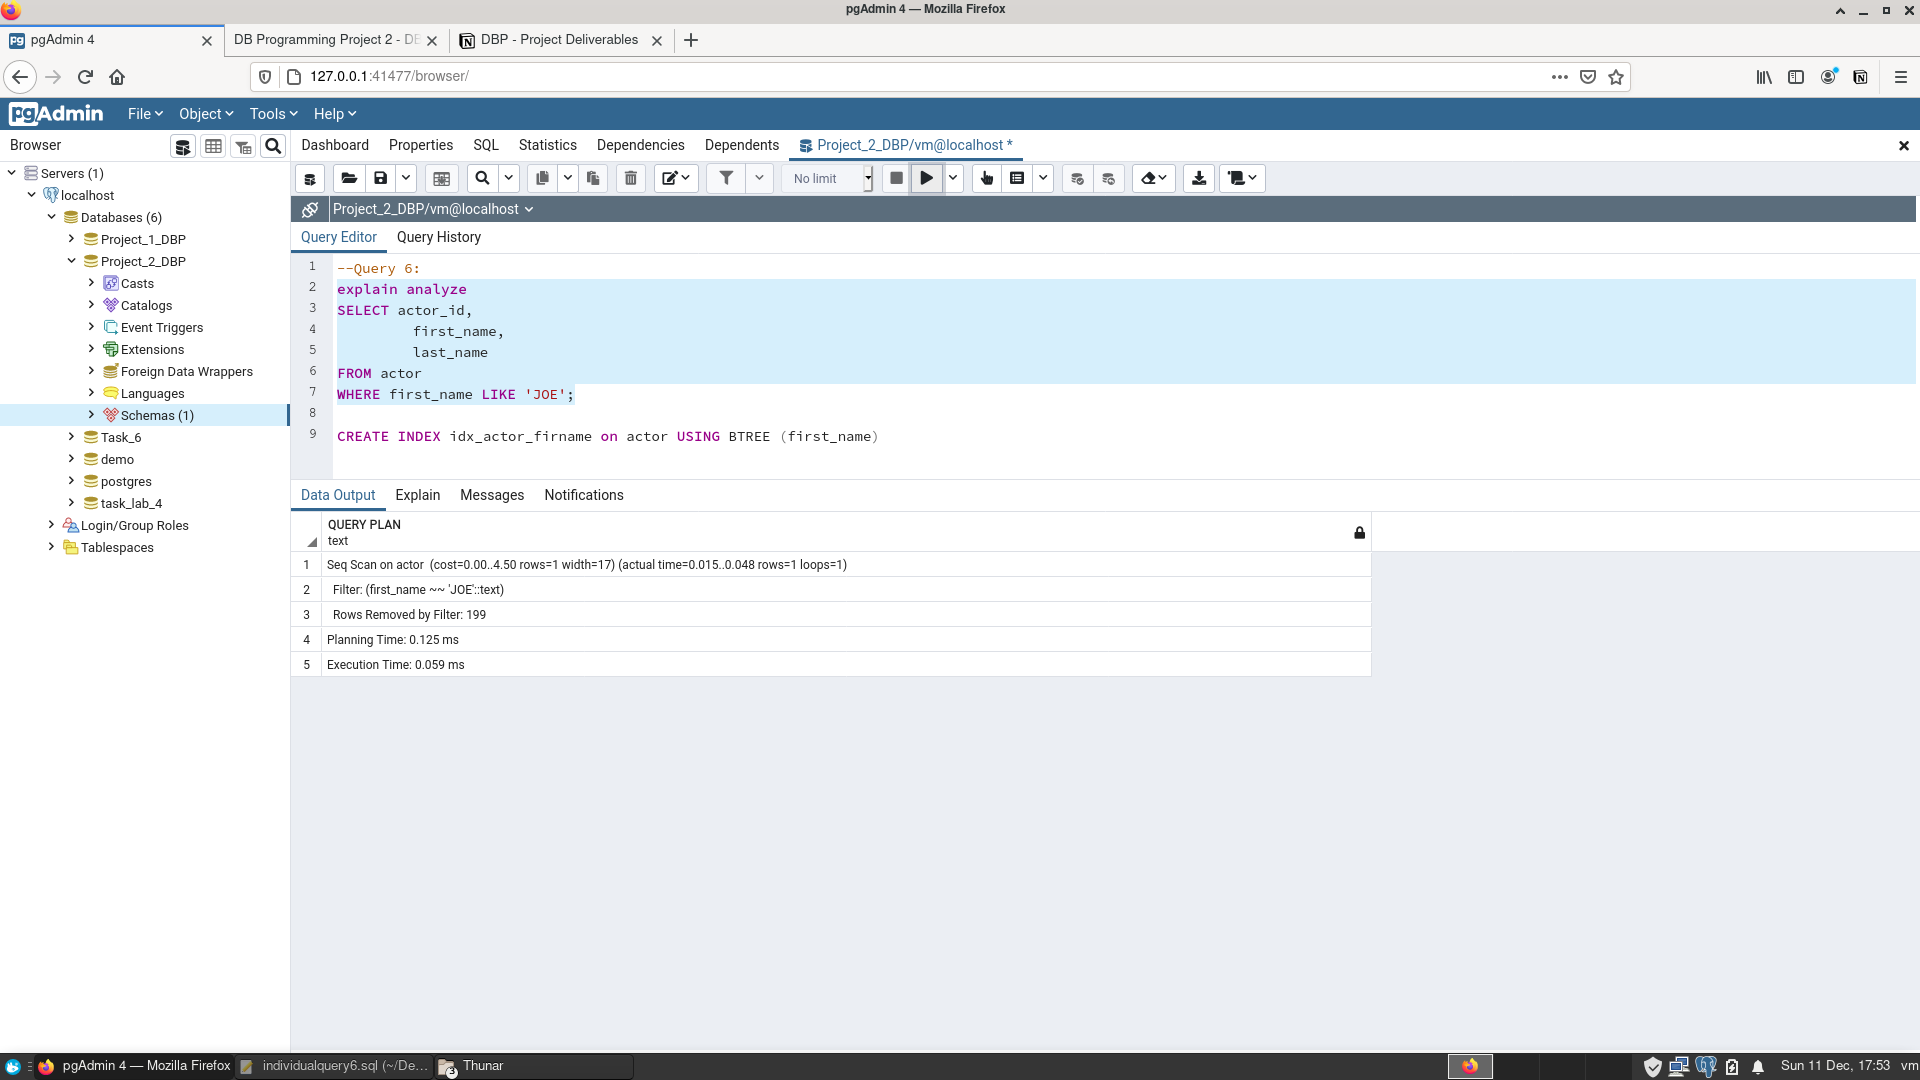 pgAdmin 4 — Mozilla Firefox
pgAdmin 4
DB Programming Project 2 - DE
DBP - Project Deliverables
127.0.0.1:41477/browser/
pgAdmin
File
Object
Tools
Help
Browser
Dashboard
Properties
SQL
Statistics
Dependencies
Dependents
Project_2_DBP/vm@localhost *
Servers (1)
localhost
Databases (6)
Project_1_DBP
Project_2_DBP
Casts
Catalogs
Event Triggers
Extensions
Foreign Data Wrappers
Languages
Schemas (1)
Task_6
demo
postgres
task_lab_4
Login/Group Roles
Tablespaces
No limit
Project_2_DBP/vm@localhost
Query Editor
Query History
1 --Query 6:
2 explain analyze
3 SELECT actor_id,
4 first_name,
5 last_name
6 FROM actor
7 WHERE first_name LIKE 'JOE';
8
9 CREATE INDEX idx_actor_firname on actor USING BTREE (first_name)
Data Output
Explain
Messages
Notifications
QUERY PLAN
text
1 Seq Scan on actor (cost=0.00..4.50 rows=1 width=17) (actual time=0.015..0.048 rows=1 loops=1)
2 Filter: (first_name ~~ 'JOE'::text)
3 Rows Removed by Filter: 199
4 Planning Time: 0.125 ms
5 Execution Time: 0.059 ms
pgAdmin 4 — Mozilla Firefox
individualquery6.sql (~/De...
3
Thunar
Sun 11 Dec, 17:53
vm